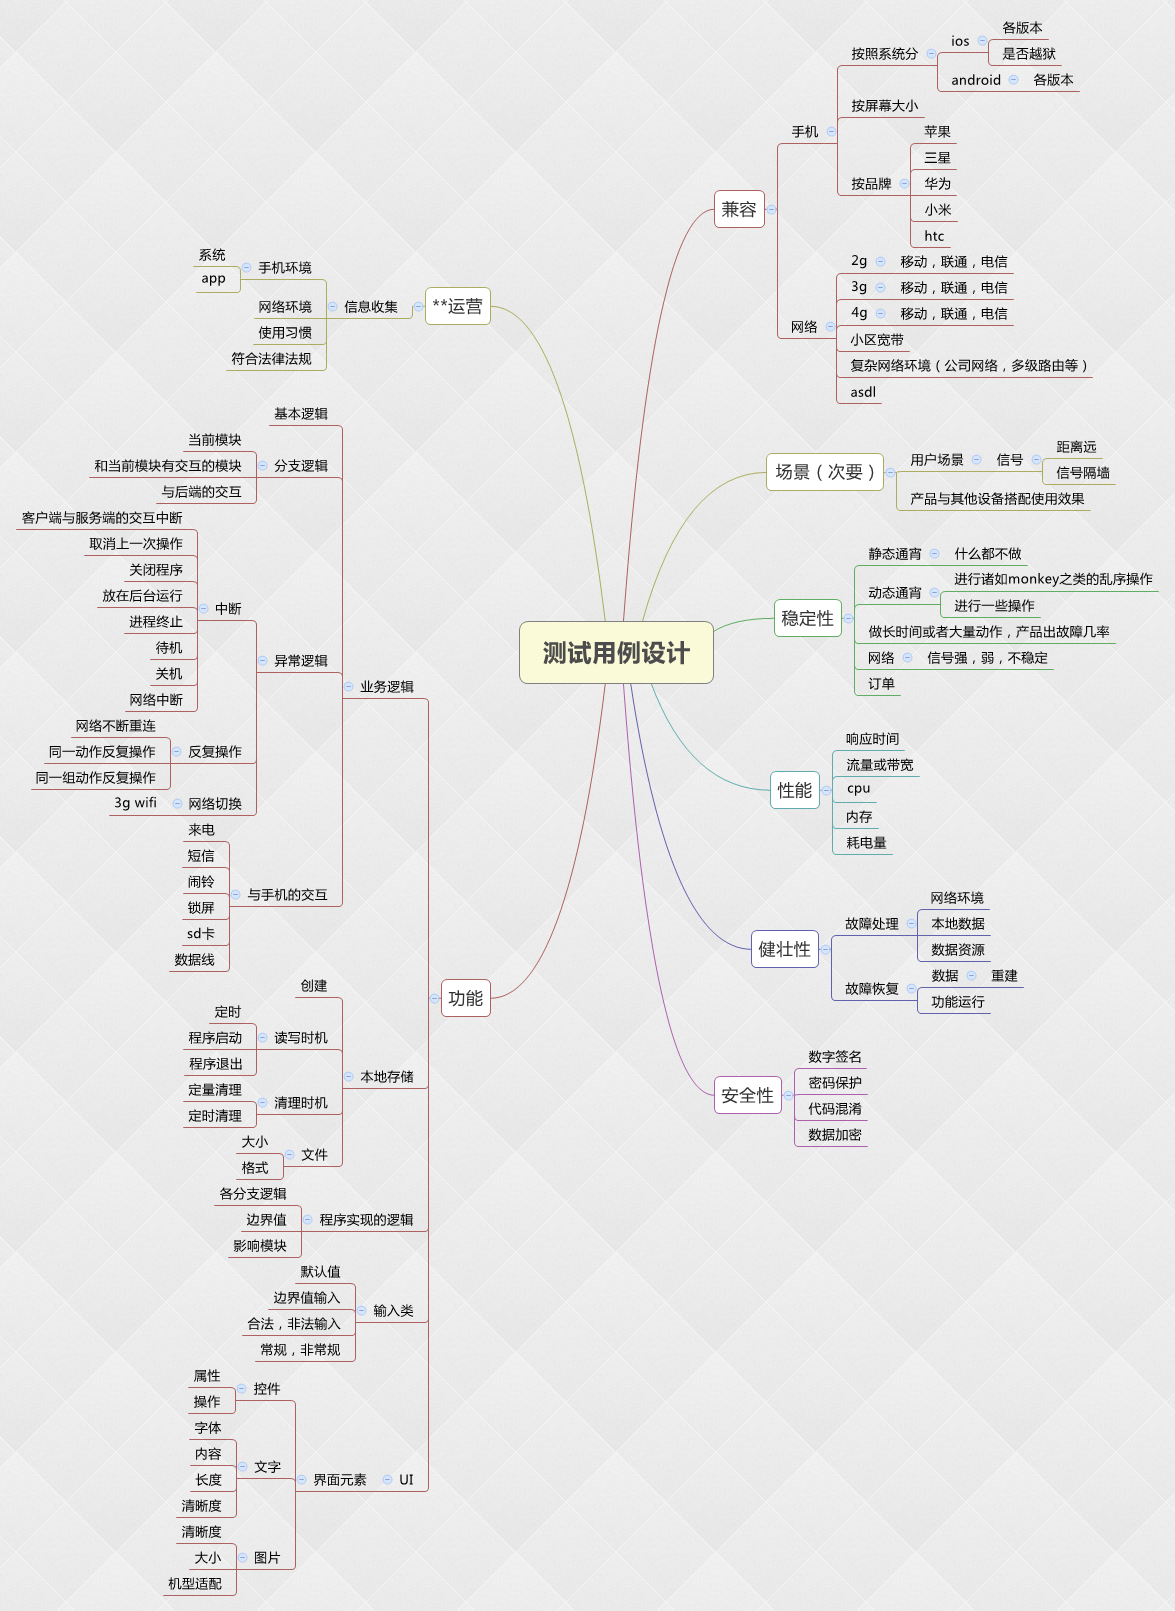 测试用例设计
兼容
手机
按照系统分
ios
各版本
是否越狱
android
各版本
按屏幕大小
按品牌
苹果
三星
华为
小米
htc
网络
2g
移动，联通，电信
3g
移动，联通，电信
4g
移动，联通，电信
小区宽带
复杂网络环境（公司网络，多级路由等）
asdl
场景（次要）
用户场景
信号
距离远
信号隔墙
产品与其他设备搭配使用效果
稳定性
静态通宵
什么都不做
动态通宵
进行诸如monkey之类的乱序操作
进行一些操作
做长时间或者大量动作，产品出故障几率
网络
信号强，弱，不稳定
订单
性能
响应时间
流量或带宽
cpu
内存
耗电量
健壮性
故障处理
网络环境
本地数据
数据资源
故障恢复
数据
重建
功能运行
安全性
数字签名
密码保护
代码混淆
数据加密
**运营
信息收集
手机环境
系统
app
网络环境
使用习惯
符合法律法规
功能
业务逻辑
基本逻辑
分支逻辑
当前模块
和当前模块有交互的模块
与后端的交互
异常逻辑
中断
客户端与服务端的交互中断
取消上一次操作
关闭程序
放在后台运行
进程终止
待机
关机
网络中断
反复操作
网络不断重连
同一动作反复操作
同一组动作反复操作
网络切换
3g wifi
与手机的交互
来电
短信
闹铃
锁屏
sd卡
数据线
本地存储
创建
读写时机
定时
程序启动
程序退出
清理时机
定量清理
定时清理
文件
大小
格式
程序实现的逻辑
各分支逻辑
边界值
影响模块
输入类
默认值
边界值输入
合法，非法输入
常规，非常规
UI
界面元素
控件
属性
操作
文字
字体
内容
长度
清晰度
图片
清晰度
大小
机型适配